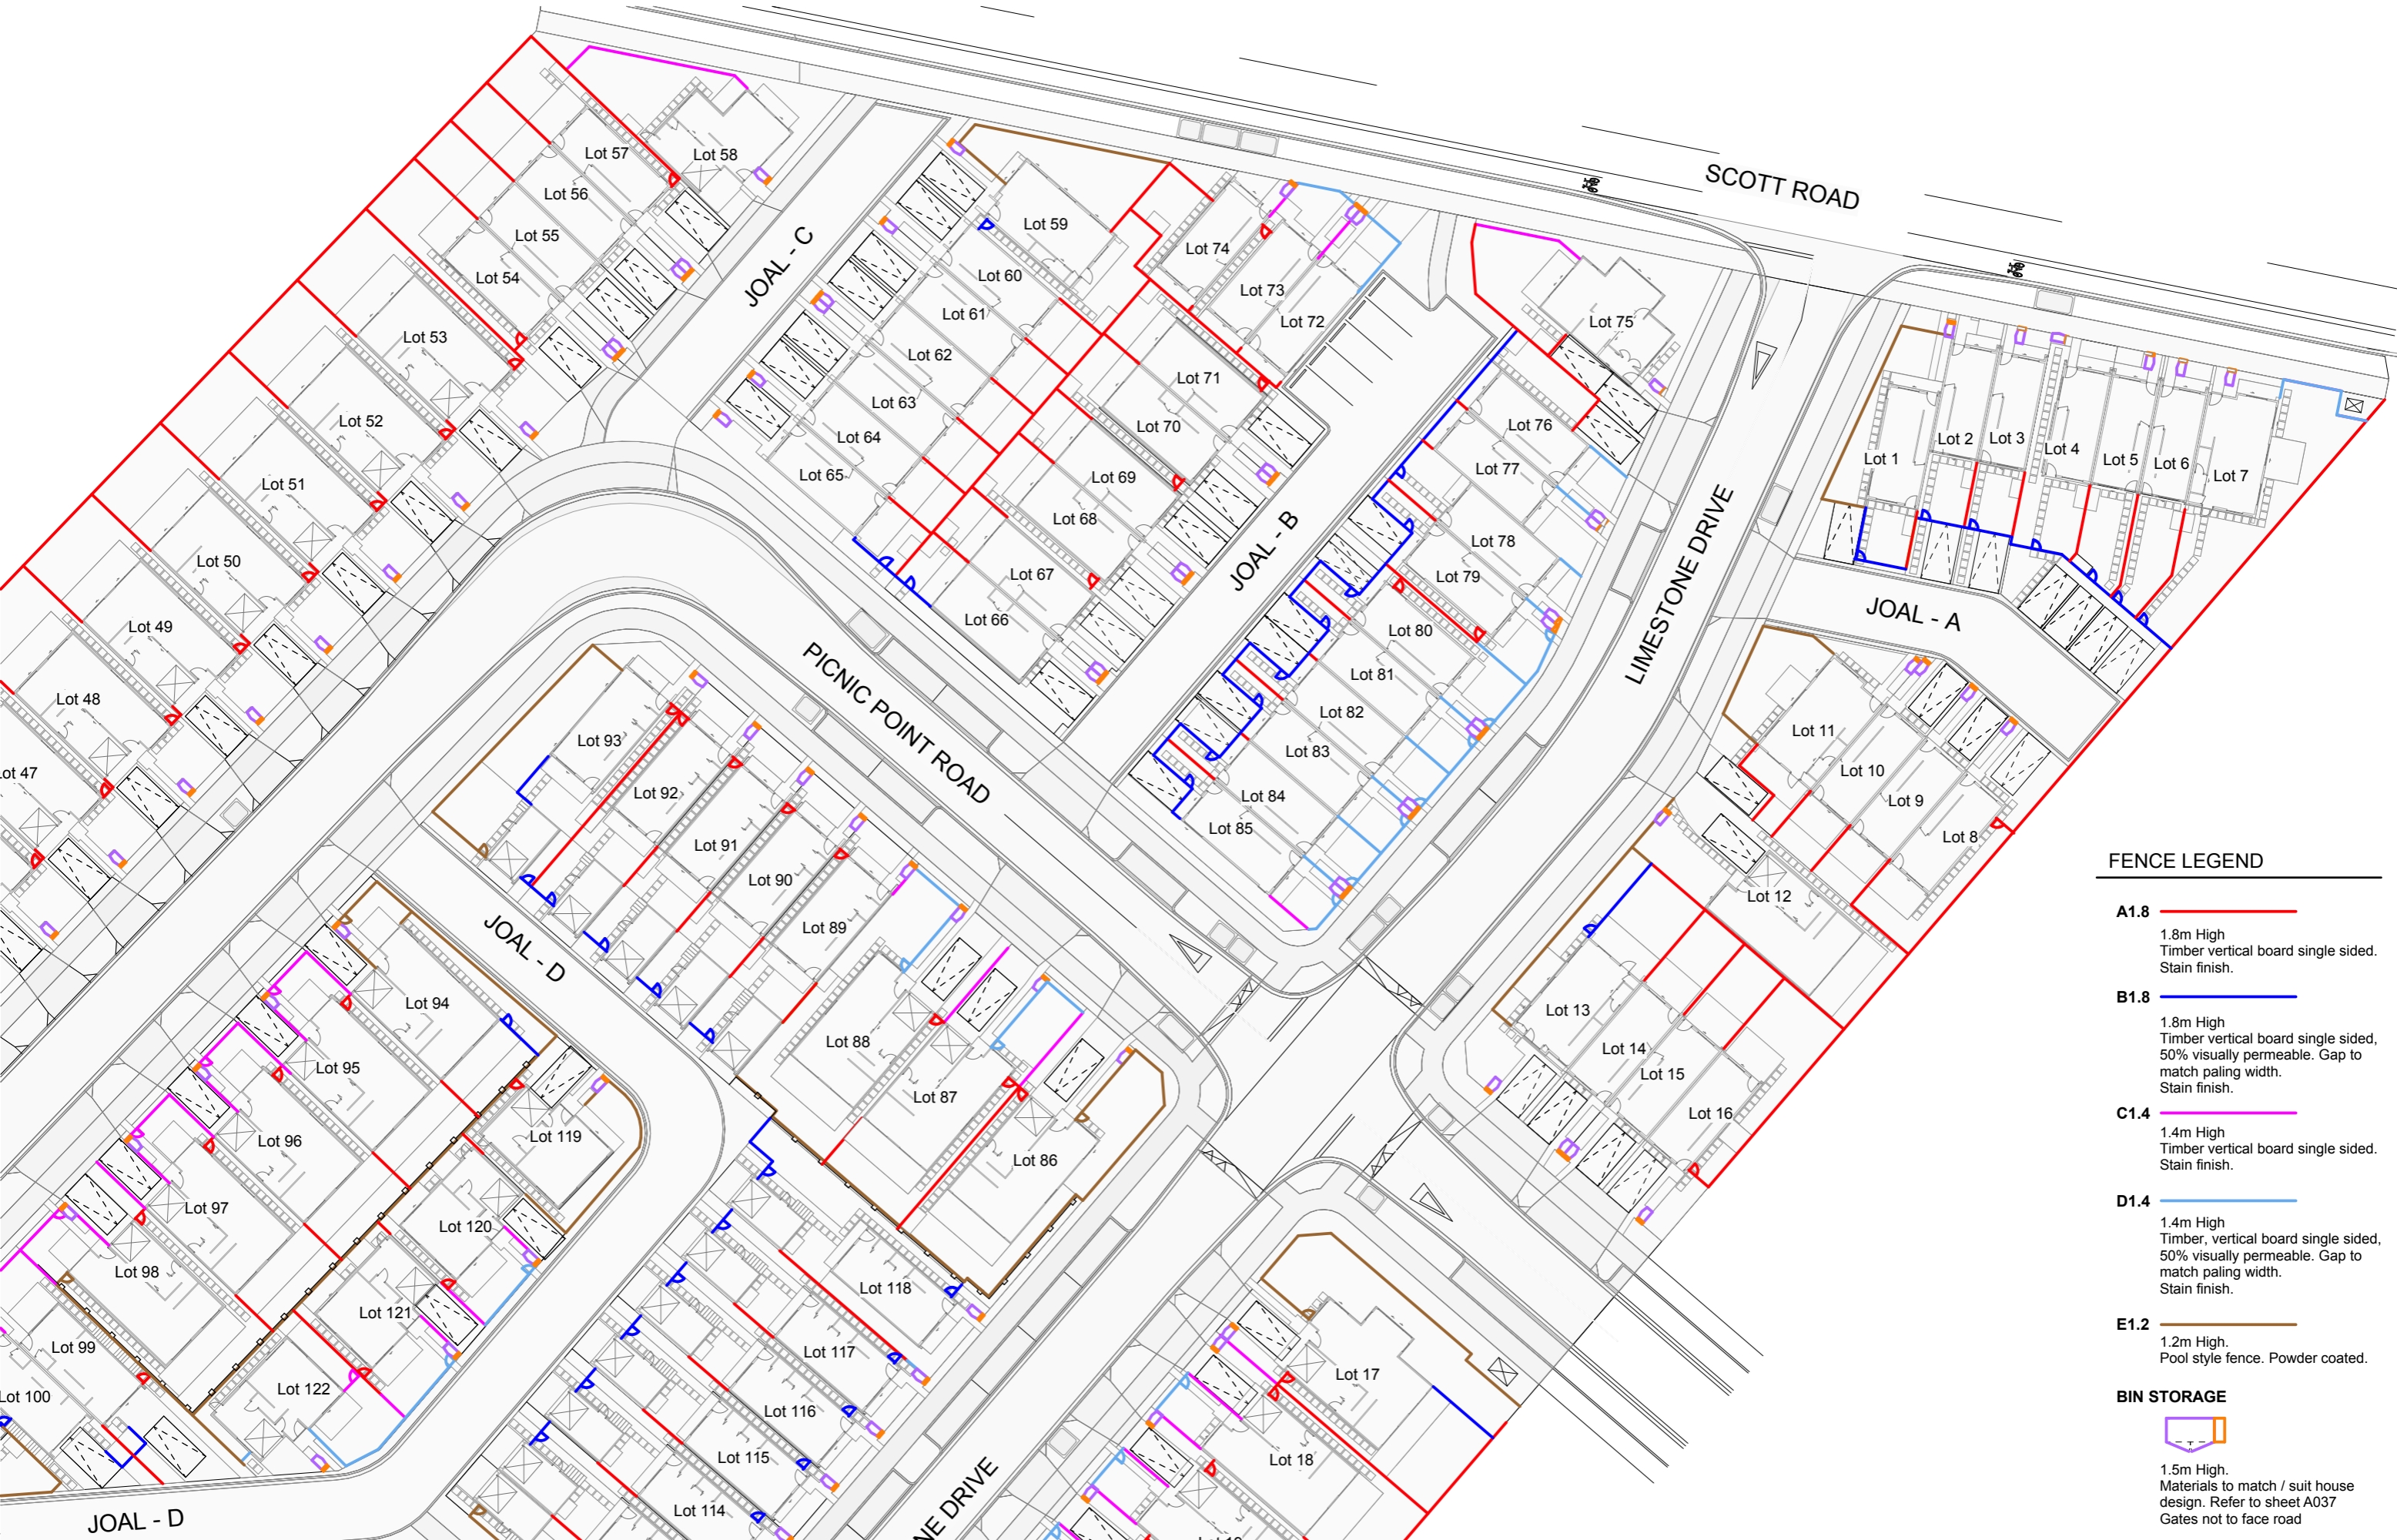 SCOTT ROAD
Lot 57
Lot 58
Lot 56
Lot 55
Lot 54
Lot 53
Lot 52
Lot 51
Lot 50
Lot 49
Lot 48
Lot 47
JOAL - C
Lot 59
Lot 60
Lot 61
Lot 62
Lot 63
Lot 64
Lot 65
Lot 74
Lot 73
Lot 72
Lot 71
Lot 70
Lot 69
Lot 68
Lot 67
Lot 66
JOAL - B
Lot 75
Lot 76
Lot 77
Lot 78
Lot 79
Lot 80
Lot 81
Lot 82
Lot 83
Lot 84
Lot 85
LIMESTONE DRIVE
Lot 1
Lot 2
Lot 3
Lot 4
Lot 5
Lot 6
Lot 7
JOAL - A
Lot 11
Lot 10
Lot 9
Lot 8
Lot 12
Lot 13
Lot 14
Lot 15
Lot 16
PICNIC POINT ROAD
Lot 93
Lot 92
Lot 91
Lot 90
Lot 89
Lot 88
Lot 87
Lot 86
JOAL - D
Lot 94
Lot 95
Lot 96
Lot 97
Lot 98
Lot 99
Lot 100
Lot 119
Lot 120
Lot 121
Lot 122
Lot 118
Lot 117
Lot 116
Lot 115
Lot 114
Lot 17
Lot 18
JOAL - D
NE DRIVE
FENCE LEGEND
A1.8
1.8m High
Timber vertical board single sided.
Stain finish.
B1.8
1.8m High
Timber vertical board single sided,
50% visually permeable. Gap to
match paling width.
Stain finish.
C1.4
1.4m High
Timber vertical board single sided.
Stain finish.
D1.4
1.4m High
Timber, vertical board single sided,
50% visually permeable. Gap to
match paling width.
Stain finish.
E1.2
1.2m High.
Pool style fence. Powder coated.
BIN STORAGE
1.5m High.
Materials to match / suit house
design. Refer to sheet A037
Gates not to face road